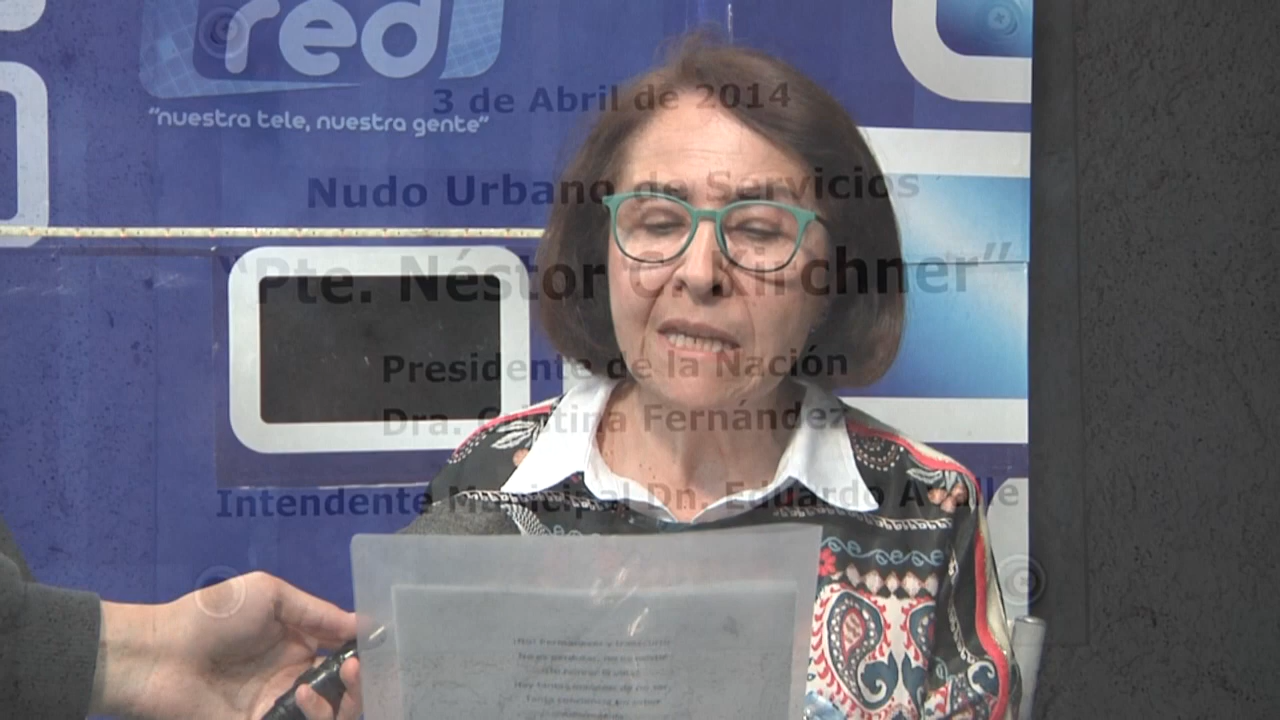 red
"nuestra tele, nuestra gente"
3 de Abril de 2014
Nudo Urbano de Servicios
“Pte. Néstor C. Kirchner”
Presidente de la Nación
Dra. Cristina Fernández
Intendente Municipal Dn. Eduardo Avalle